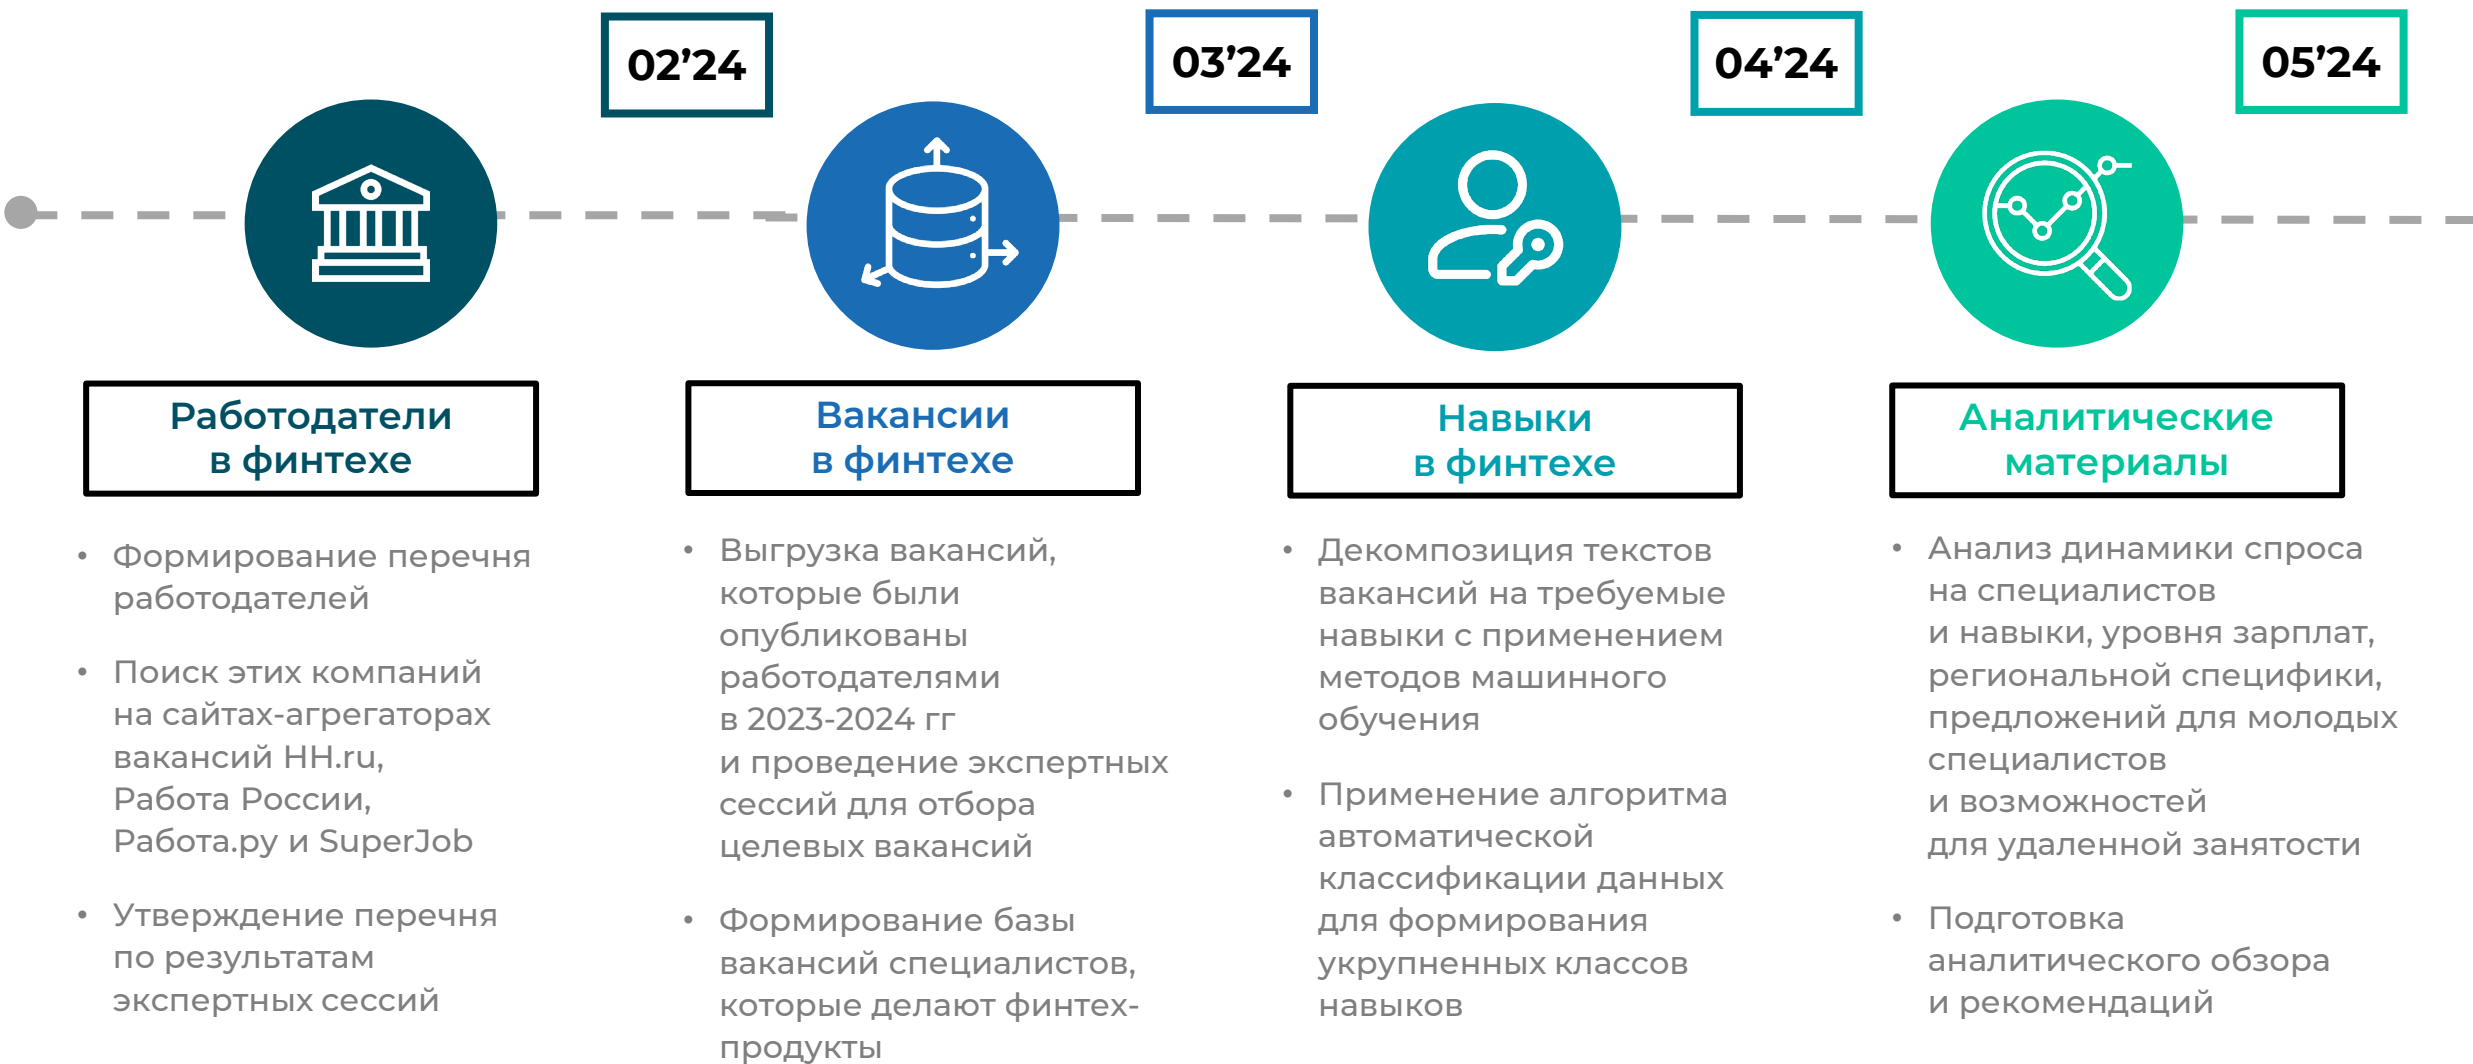 02’24
03’24
04’24
05’24
Работодатели
в финтехе
• Формирование перечня
работодателей
• Поиск этих компаний
на сайтах-агрегаторах
вакансий HH.ru,
Работа России,
Работа.ру и SuperJob
• Утверждение перечня
по результатам
экспертных сессий
Вакансии
в финтехе
• Выгрузка вакансий,
которые были
опубликованы
работодателями
в 2023-2024 гг
и проведение экспертных
сессий для отбора
целевых вакансий
• Формирование базы
вакансий специалистов,
которые делают финтех-
продукты
Навыки
в финтехе
• Декомпозиция текстов
вакансий на требуемые
навыки с применением
методов машинного
обучения
• Применение алгоритма
автоматической
классификации данных
для формирования
укрупненных классов
навыков
Аналитические
материалы
• Анализ динамики спроса
на специалистов
и навыки, уровня зарплат,
региональной специфики,
предложений для молодых
специалистов
и возможностей
для удаленной занятости
• Подготовка
аналитического обзора
и рекомендаций